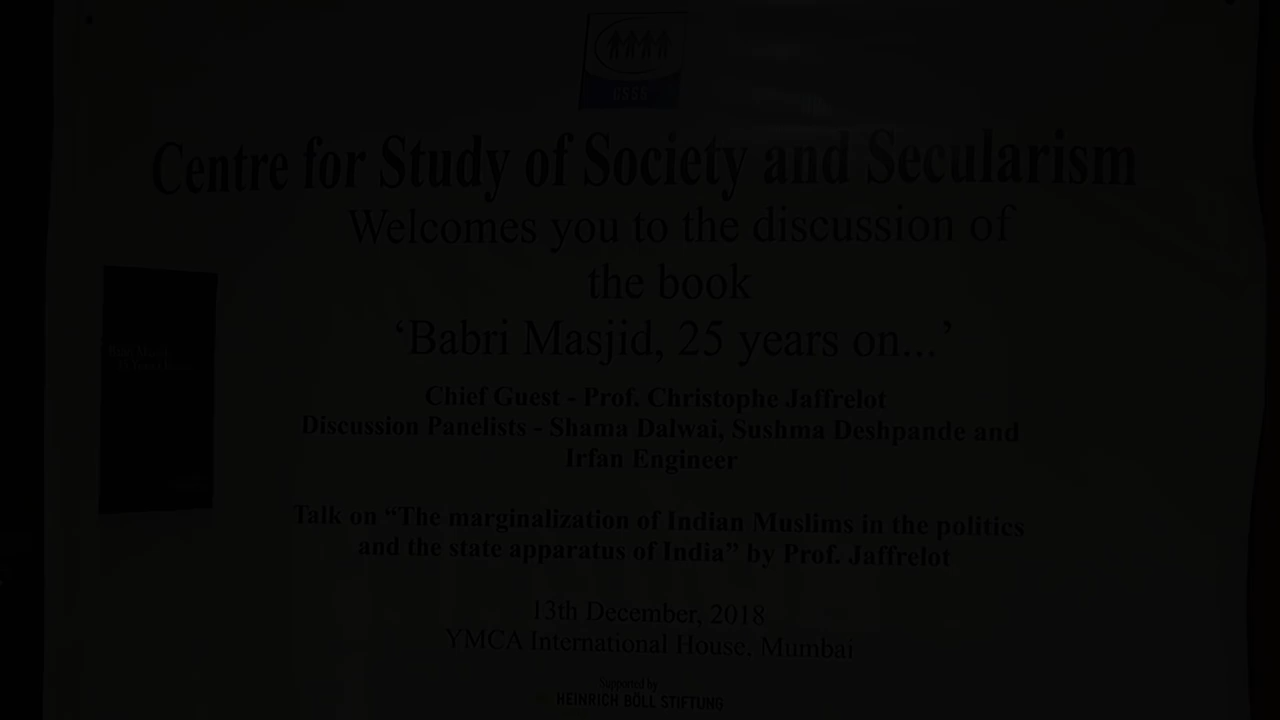 CSSS
Centre for Study of Society and Secularism
Welcomes you to the discussion of
the book
‘Babri Masjid, 25 years on...’
Chief Guest - Prof. Christophe Jaffrelot
Discussion Panelists - Shama Dalwai, Sushma Deshpande and
Irfan Engineer
Talk on “The marginalization of Indian Muslims in the politics
and the state apparatus of India” by Prof. Jaffrelot
13th December, 2018
YMCA International House. Mumbai
Supported by
HEINRICH BÖLL STIFTUNG